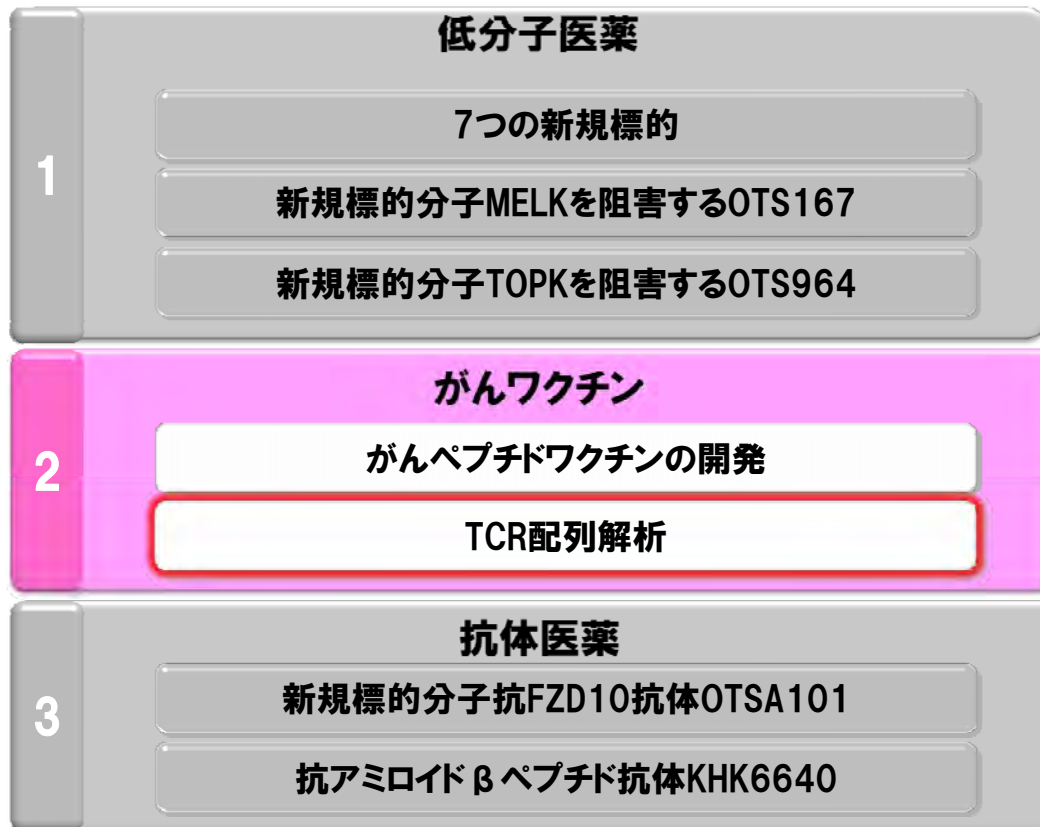 低分子医薬
1
7つの新規標的
新規標的分子MELKを阻害するOTS167
新規標的分子TOPKを阻害するOTS964
がんワクチン
2
がんペプチドワクチンの開発
TCR配列解析
抗体医薬
3
新規標的分子抗FZD10抗体OTSA101
抗アミロイドβペプチド抗体KHK6640